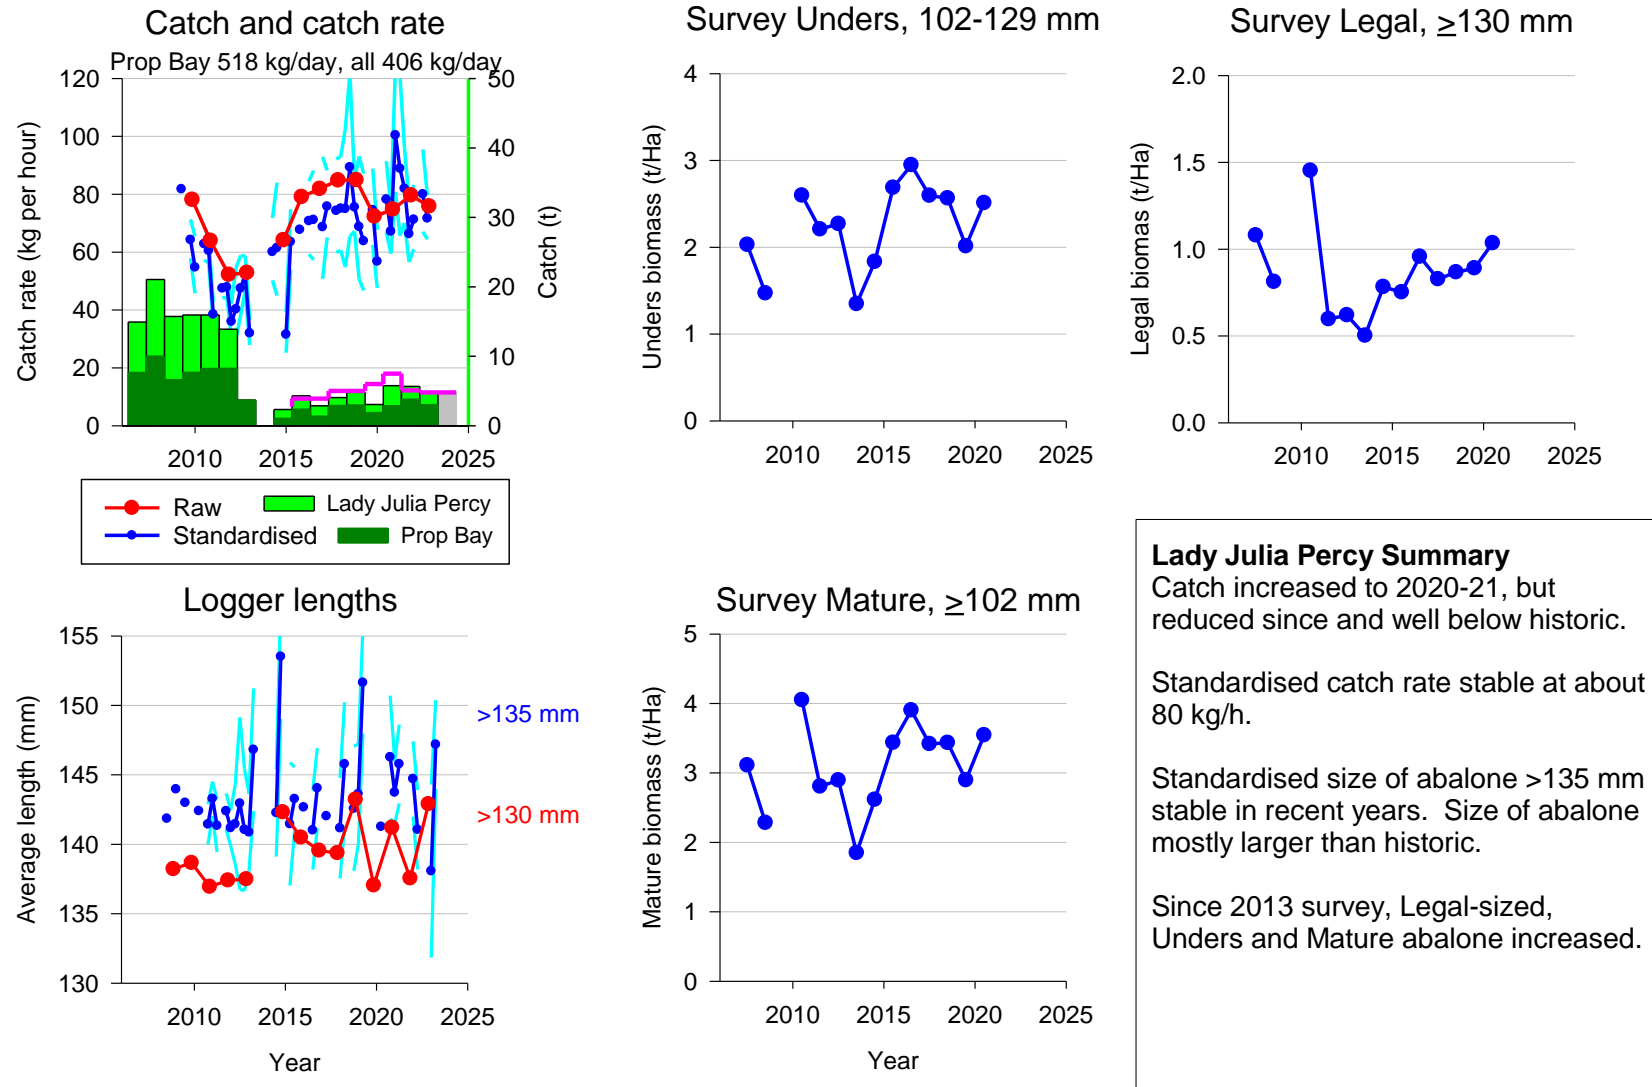 Catch and catch rate
Prop Bay 518 kg/day, all 406 kg/day
120
100
80
60
40
20
0
Catch rate (kg per hour)
50
40
30
20
10
0
Catch (t)
2010 2015 2020 2025
Raw
Lady Julia Percy
Standardised
Prop Bay
Survey Unders, 102-129 mm
4
3
2
1
0
Unders biomass (t/Ha)
2010 2015 2020 2025
Survey Legal, >130 mm
2.0
1.5
1.0
0.5
0.0
Legal biomas (t/Ha)
2010 2015 2020 2025
Logger lengths
155
150
145
140
135
130
Average length (mm)
>135 mm
>130 mm
2010 2015 2020 2025
Year
Survey Mature, >102 mm
5
4
3
2
1
0
Mature biomass (t/Ha)
2010 2015 2020 2025
Year
Lady Julia Percy Summary
Catch increased to 2020-21, but
reduced since and well below historic.
Standardised catch rate stable at about
80 kg/h.
Standardised size of abalone >135 mm
stable in recent years.  Size of abalone
mostly larger than historic.
Since 2013 survey, Legal-sized,
Unders and Mature abalone increased.